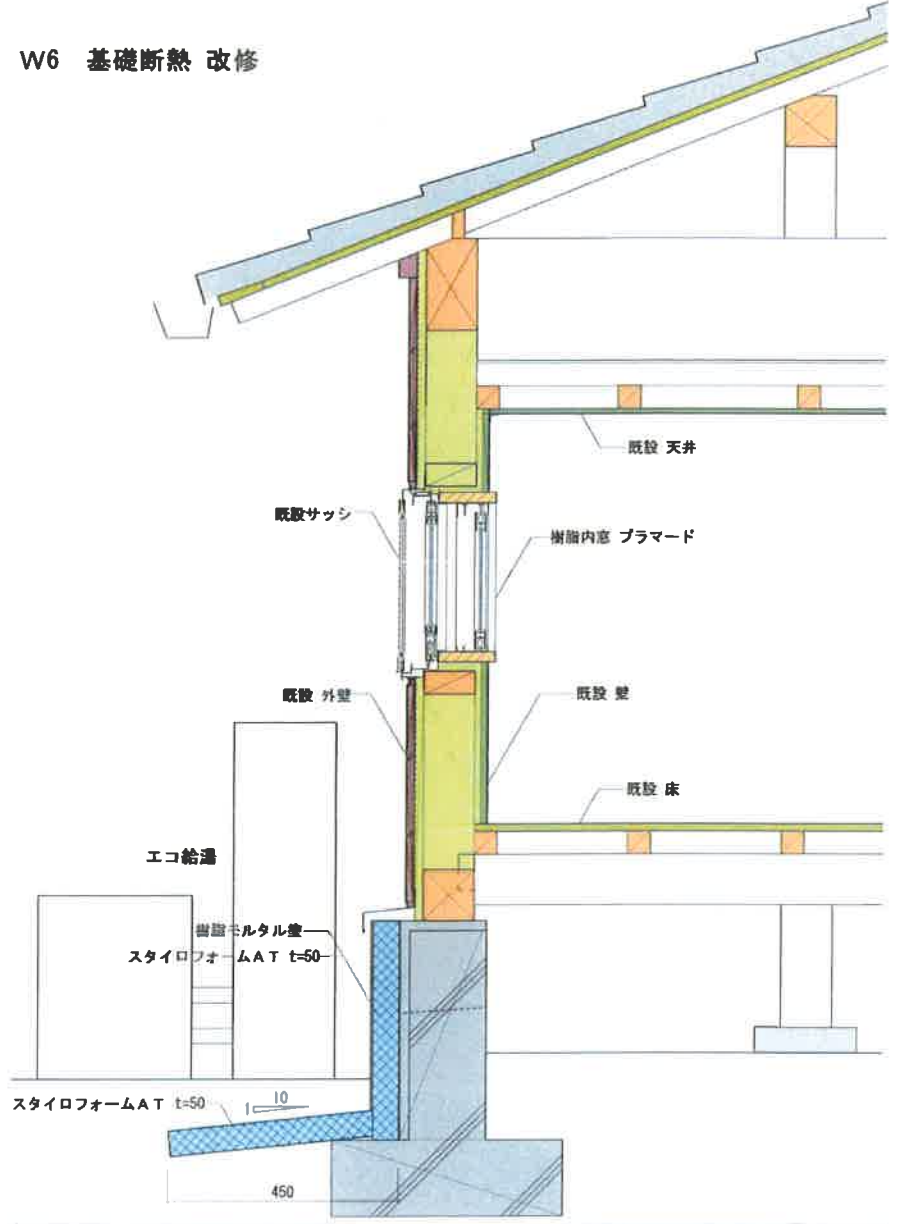 W6 基礎断熱 改修
既設 天井
既設サッシ
樹脂内窓 プラマード
既設 外壁
既設 壁
既設 床
エコ給湯
樹脂モルタル塗
スタイロフォームAT t=50
スタイロフォームAT t=50
1
10
450